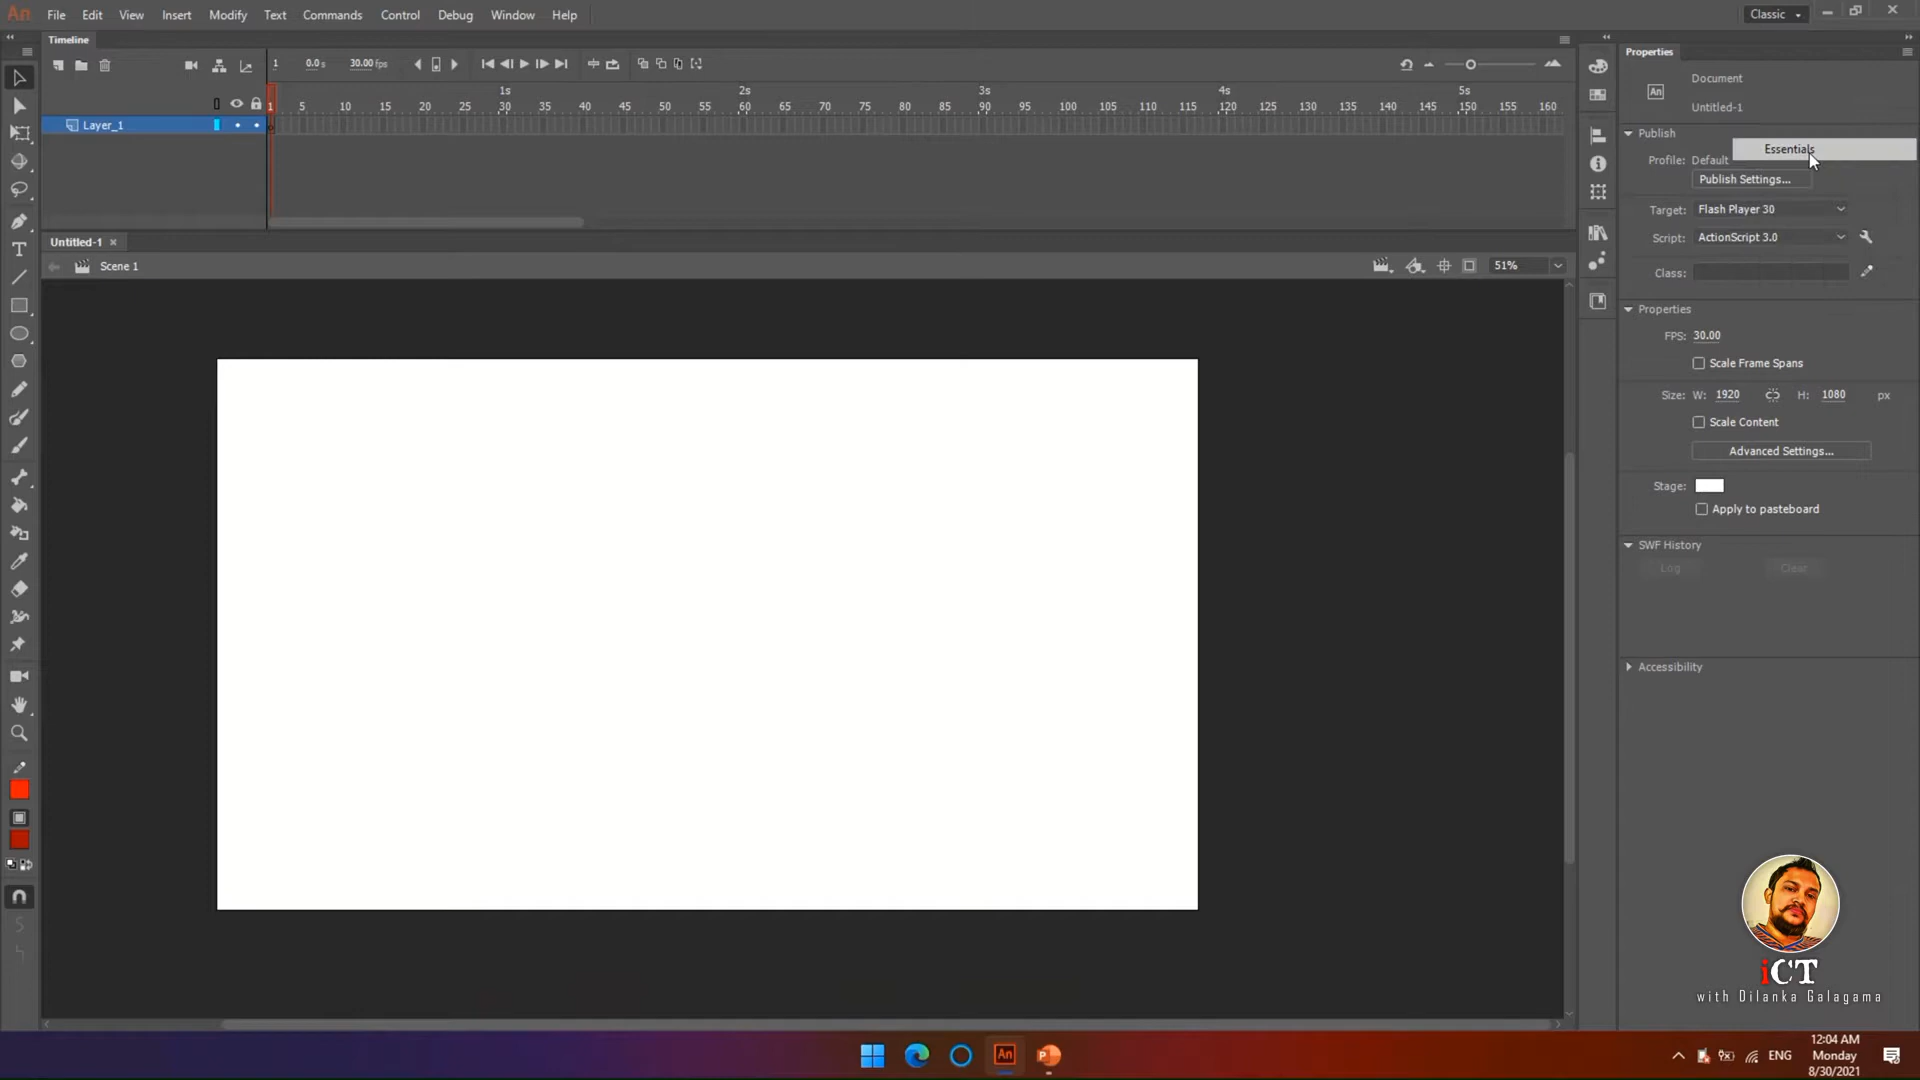 An File Edit View Insert Modify Text Commands Control Debug Window Help Classic
Timeline
1 0.0 s 30.00 fps
1s 2s 3s 4s 5s
1 5 10 15 20 25 30 35 40 45 50 55 60 65 70 75 80 85 90 95 100 105 110 115 120 125 130 135 140 145 150 155 160
Layer_1
Untitled-1
Scene 1 51%
Properties
An Document
Untitled-1
Publish
Essentials
Profile: Default
Publish Settings...
Target: Flash Player 30
Script: ActionScript 3.0
Class:
Properties
FPS: 30.00
Scale Frame Spans
Size: W: 1920 H: 1080 px
Scale Content
Advanced Settings...
Stage:
Apply to pasteboard
SWF History
Log Clear
Accessibility
iCT
with Dilanka Galagama
An P ENG
12:04 AM
Monday
8/30/2021